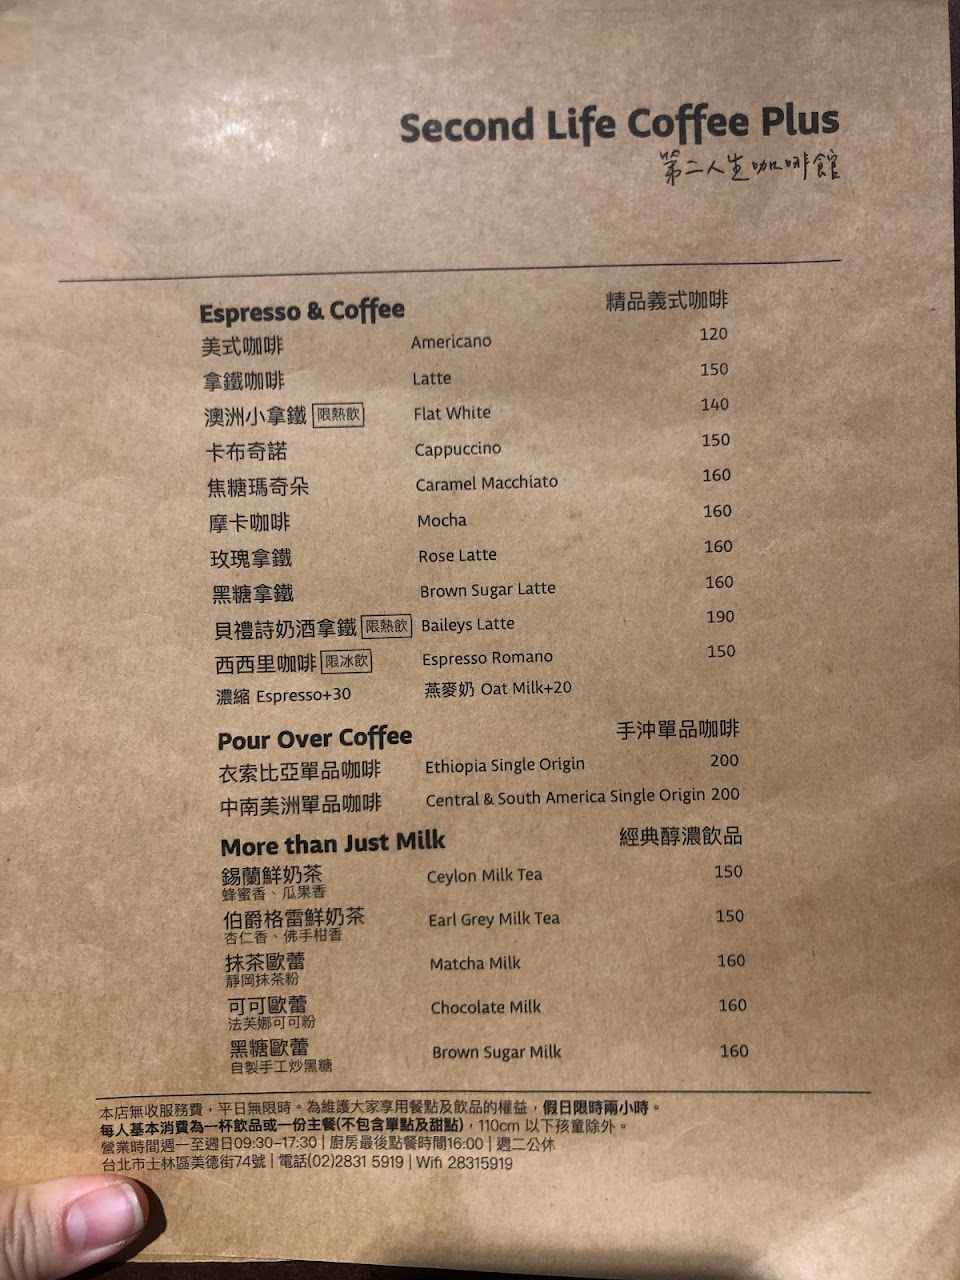 Second Life Coffee Plus
第二人生咖啡館
Espresso & Coffee 精品義式咖啡
美式咖啡 Americano 120
拿鐵咖啡 Latte 150
澳洲小拿鐵 限熱飲 Flat White 140
卡布奇諾 Cappuccino 150
焦糖瑪奇朵 Caramel Macchiato 160
摩卡咖啡 Mocha 160
玫瑰拿鐵 Rose Latte 160
黑糖拿鐵 Brown Sugar Latte 160
貝禮詩奶酒拿鐵 限熱飲 Baileys Latte 190
西西里咖啡 限冰飲 Espresso Romano 150
濃縮 Espresso+30 燕麥奶 Oat Milk+20
Pour Over Coffee 手沖單品咖啡
衣索比亞單品咖啡 Ethiopia Single Origin 200
中南美洲單品咖啡 Central & South America Single Origin 200
More than Just Milk 經典醇濃飲品
錫蘭鮮奶茶 Ceylon Milk Tea 150
蜂蜜香、瓜果香
伯爵格雷鮮奶茶 Earl Grey Milk Tea 150
杏仁香、佛手柑香
抹茶歐蕾 Matcha Milk 160
靜岡抹茶粉
可可歐蕾 Chocolate Milk 160
法芙娜可可粉
黑糖歐蕾 Brown Sugar Milk 160
自製手工炒黑糖
本店無收服務費，平日無限時。為維護大家享用餐點及飲品的權益，假日限時兩小時。
每人基本消費為一杯飲品或一份主餐(不包含單點及甜點)，110cm 以下孩童除外。
營業時間週一至週日09:30-17:30 | 廚房最後點餐時間16:00 | 週二公休
台北市士林區美德街74號 | 電話(02)2831 5919 | Wifi 28315919